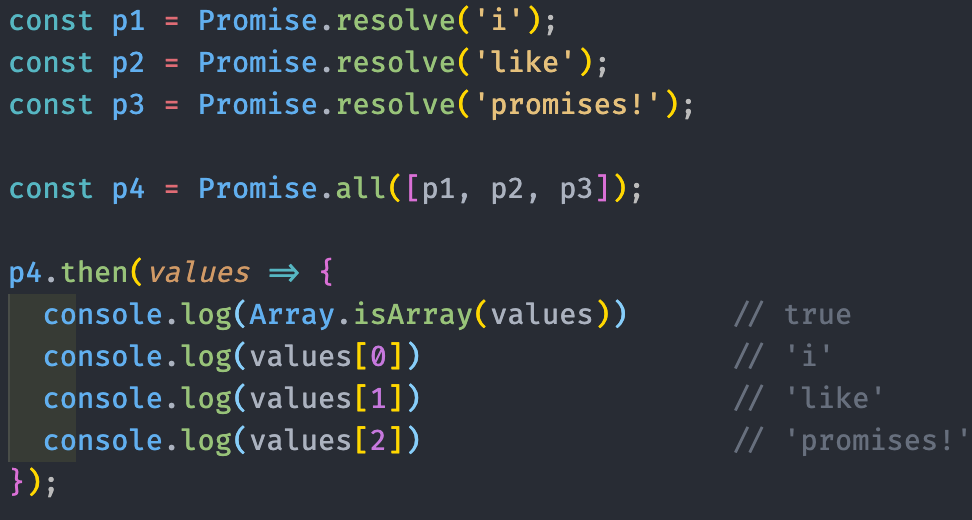 const p1 = Promise.resolve('i');
const p2 = Promise.resolve('like');
const p3 = Promise.resolve('promises!');

const p4 = Promise.all([p1, p2, p3]);

p4.then(values => {
  console.log(Array.isArray(values))      // true
  console.log(values[0])                  // 'i'
  console.log(values[1])                  // 'like'
  console.log(values[2])                  // 'promises!'
});